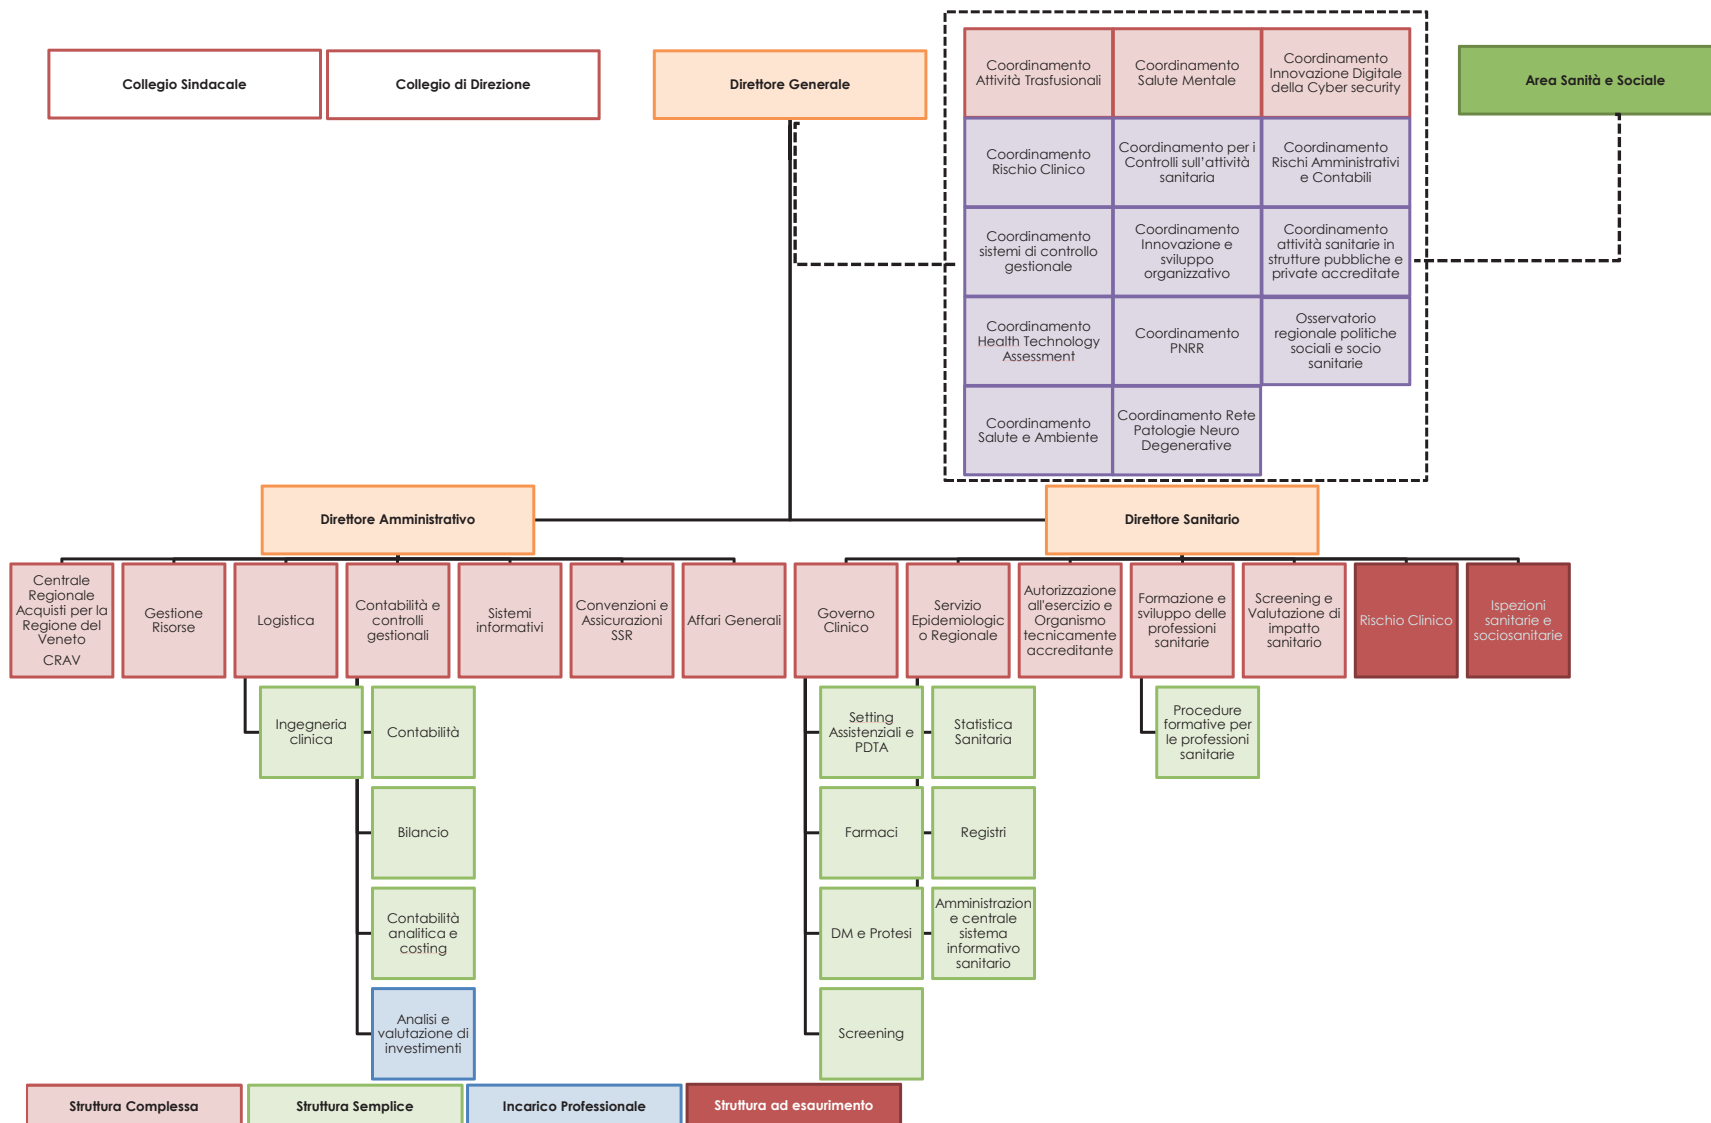 Collegio Sindacale
Collegio di Direzione
Direttore Generale
Coordinamento
Attività Trasfusionali
Coordinamento
Salute Mentale
Coordinamento
Innovazione Digitale
della Cyber security
Area Sanità e Sociale
Coordinamento
Rischio Clinico
Coordinamento per i
Controlli sull'attività
sanitaria
Coordinamento
Rischi Amministrativi
e Contabili
Coordinamento
sistemi di controllo
gestionale
Coordinamento
Innovazione e
sviluppo
organizzativo
Coordinamento
attività sanitarie in
strutture pubbliche e
private accreditate
Coordinamento
Health Technology
Assessment
Coordinamento
PNRR
Osservatorio
regionale politiche
sociali e socio
sanitarie
Coordinamento
Salute e Ambiente
Coordinamento Rete
Patologie Neuro
Degenerative
Direttore Amministrativo
Direttore Sanitario
Centrale
Regionale
Acquisti per la
Regione del
Veneto
CRAV
Gestione
Risorse
Logistica
Contabilità e
controlli
gestionali
Sistemi
informativi
Convenzioni e
Assicurazioni
SSR
Affari Generali
Governo
Clinico
Servizio
Epidemiologic
o Regionale
Autorizzazione
all'esercizio e
Organismo
tecnicamente
accreditante
Formazione e
sviluppo delle
professioni
sanitarie
Screening e
Valutazione di
impatto
sanitario
Rischio Clinico
Ispezioni
sanitarie e
sociosanitarie
Ingegneria
clinica
Contabilità
Setting
Assistenziali e
PDTA
Statistica
Sanitaria
Procedure
formative per
le professioni
sanitarie
Bilancio
Farmaci
Registri
Contabilità
analitica e
costing
DM e Protesi
Amministrazion
e centrale
sistema
informativo
sanitario
Analisi e
valutazione di
investimenti
Screening
Struttura Complessa
Struttura Semplice
Incarico Professionale
Struttura ad esaurimento